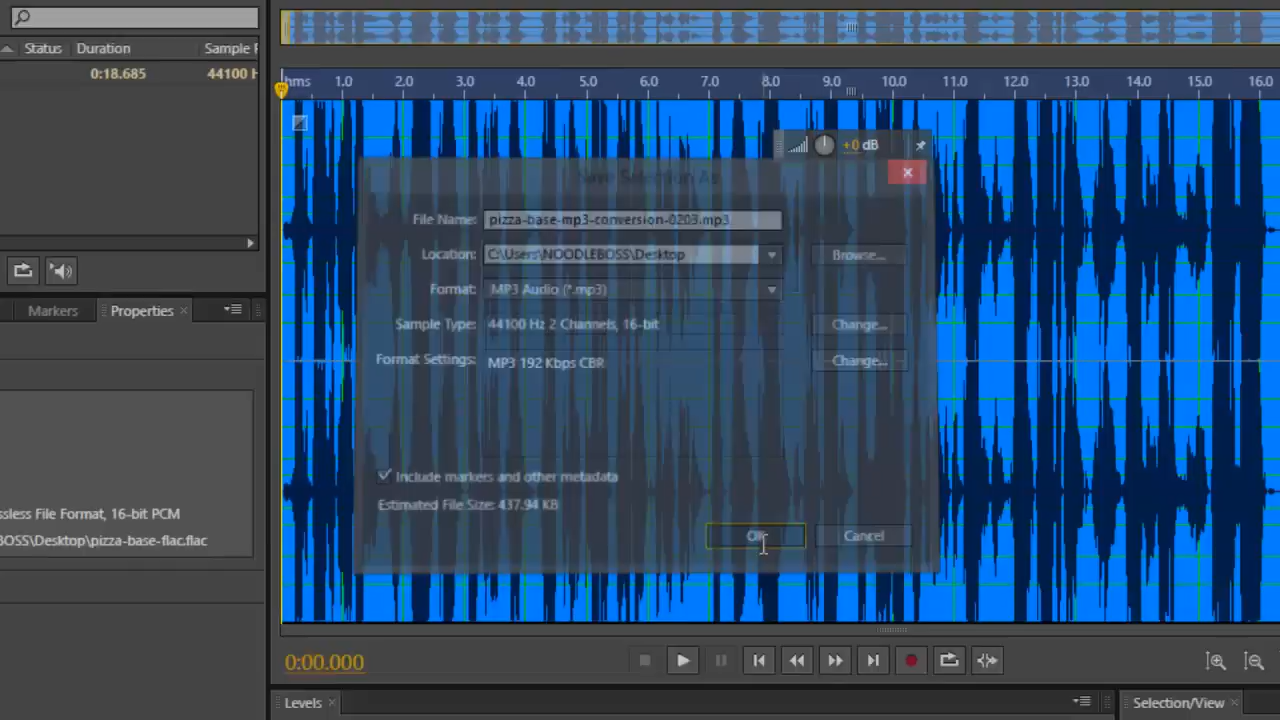 Status Duration Sample F
0:18.685 44100 H
hms 1.0 2.0 3.0 4.0 5.0 6.0 7.0 8.0 9.0 10.0 11.0 12.0 13.0 14.0 15.0 16.0
+0 dB
Save Selection As
File Name: pizza-base-mp3-conversion-0203.mp3
Location: C:\Users\NOODLEBOSS\Desktop Browse...
Format: MP3 Audio (*.mp3)
Markers Properties
Sample Type: 44100 Hz 2 Channels, 16-bit Change...
Format Settings: MP3 192 Kbps CBR Change...
Include markers and other metadata
Estimated File Size: 437.94 KB
ssless File Format, 16-bit PCM
BOSS\Desktop\pizza-base-flac.flac
OK Cancel
0:00.000
Levels Selection/View